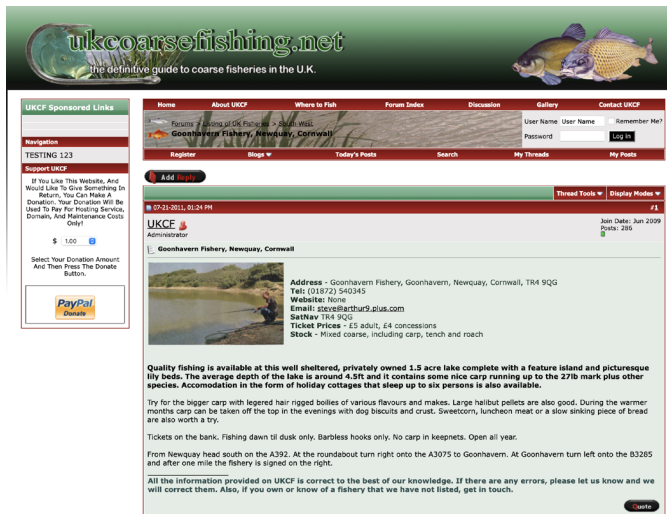 ukcoarsefishing.net
the definitive guide to coarse fisheries in the U.K.
UKCF Sponsored Links
Navigation
TESTING 123
Support UKCF
If You Like This Website, And
Would Like To Give Something In
Return, You Can Make A
Donation. Your Donation Will Be
Used To Pay For Hosting Service,
Domain, And Maintenance Costs
Only!
$ 1.00
Select Your Donation Amount
And Then Press The Donate
Button.
PayPal
Donate
Home About UKCF Where to Fish Forum Index Discussion Gallery Contact UKCF
Forums > Listing of UK Fisheries > South West
Goonhavern Fishery, Newquay, Cornwall
User Name User Name Remember Me?
Password Log In
Register Blogs Today's Posts Search My Threads My Posts
Add Reply
Thread Tools Display Modes
07-21-2011, 01:24 PM #1
UKCF
Administrator
Join Date: Jun 2009
Posts: 286
Goonhavern Fishery, Newquay, Cornwall
Address - Goonhavern Fishery, Goonhavern, Newquay, Cornwall, TR4 9QG
Tel: (01872) 540345
Website: None
Email: steve@arthur9.plus.com
SatNav TR4 9QG
Ticket Prices - £5 adult, £4 concessions
Stock - Mixed coarse, including carp, tench and roach
Quality fishing is available at this well sheltered, privately owned 1.5 acre lake complete with a feature island and picturesque
lily beds. The average depth of the lake is around 4.5ft and it contains some nice carp running up to the 27lb mark plus other
species. Accomodation in the form of holiday cottages that sleep up to six persons is also available.
Try for the bigger carp with legered hair rigged boilies of various flavours and makes. Large halibut pellets are also good. During the warmer
months carp can be taken off the top in the evenings with dog biscuits and crust. Sweetcorn, luncheon meat or a slow sinking piece of bread
are also worth a try.
Tickets on the bank. Fishing dawn til dusk only. Barbless hooks only. No carp in keepnets. Open all year.
From Newquay head south on the A392. At the roundabout turn right onto the A3075 to Goonhavern. At Goonhavern turn left onto the B3285
and after one mile the fishery is signed on the right.
All the information provided on UKCF is correct to the best of our knowledge. If there are any errors, please let us know and we
will correct them. Also, if you own or know of a fishery that we have not listed, get in touch.
Quote